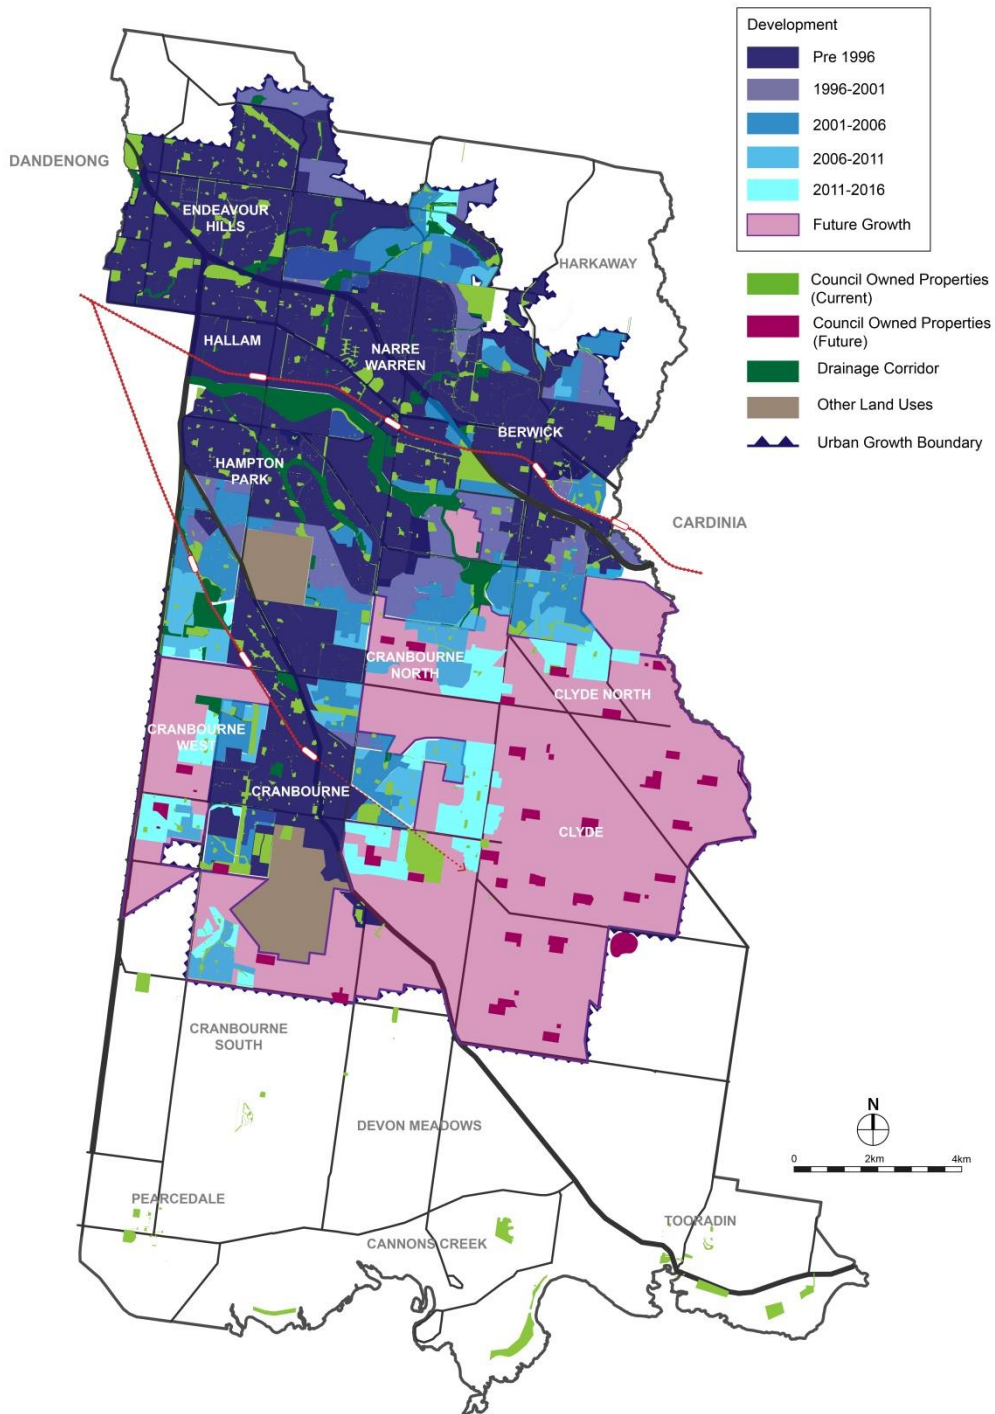 Development
Pre 1996
1996-2001
2001-2006
2006-2011
2011-2016
Future Growth
Council Owned Properties
(Current)
Council Owned Properties
(Future)
Drainage Corridor
Other Land Uses
Urban Growth Boundary
DANDENONG
ENDEAVOUR
HILLS
HARKAWAY
HALLAM
NARRE
WARREN
BERWICK
HAMPTON
PARK
CARDINIA
CRANBOURNE
NORTH
CLYDE NORTH
CRANBOURNE
WEST
CRANBOURNE
CLYDE
CRANBOURNE
SOUTH
DEVON MEADOWS
PEARCEDALE
CANNONS CREEK
TOORADIN
N
0 2km 4km